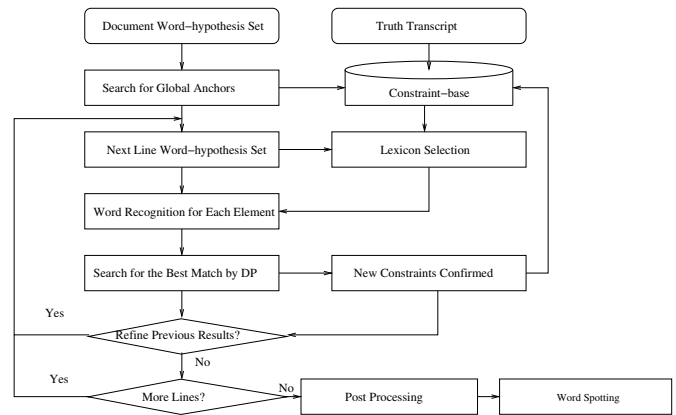 Document Word−hypothesis Set
Truth Transcript
Search for Global Anchors
Constraint−base
Next Line Word−hypothesis Set
Lexicon Selection
Word Recognition for Each Element
Search for the Best Match by DP
New Constraints Confirmed
Yes
Refine Previous Results?
No
Yes
More Lines?
No
Post Processing
Word Spotting